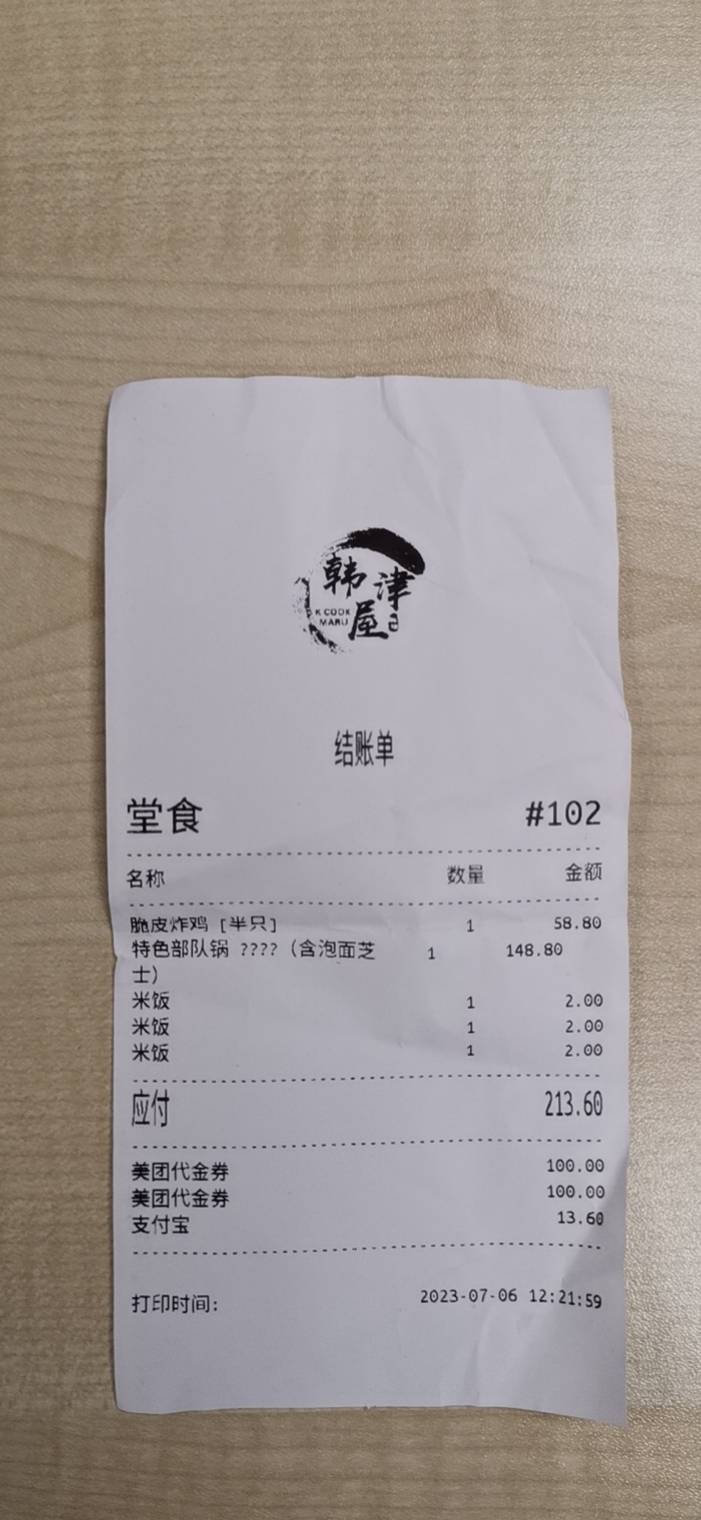 韩津
K COOK
MARU 屋
结账单
堂食 #102
名称 数量 金额
脆皮炸鸡 [半只] 1 58.80
特色部队锅 ????（含泡面芝 1 148.80
士）
米饭 1 2.00
米饭 1 2.00
米饭 1 2.00
应付 213.60
美团代金券 100.00
美团代金券 100.00
支付宝 13.60
打印时间: 2023-07-06 12:21:59